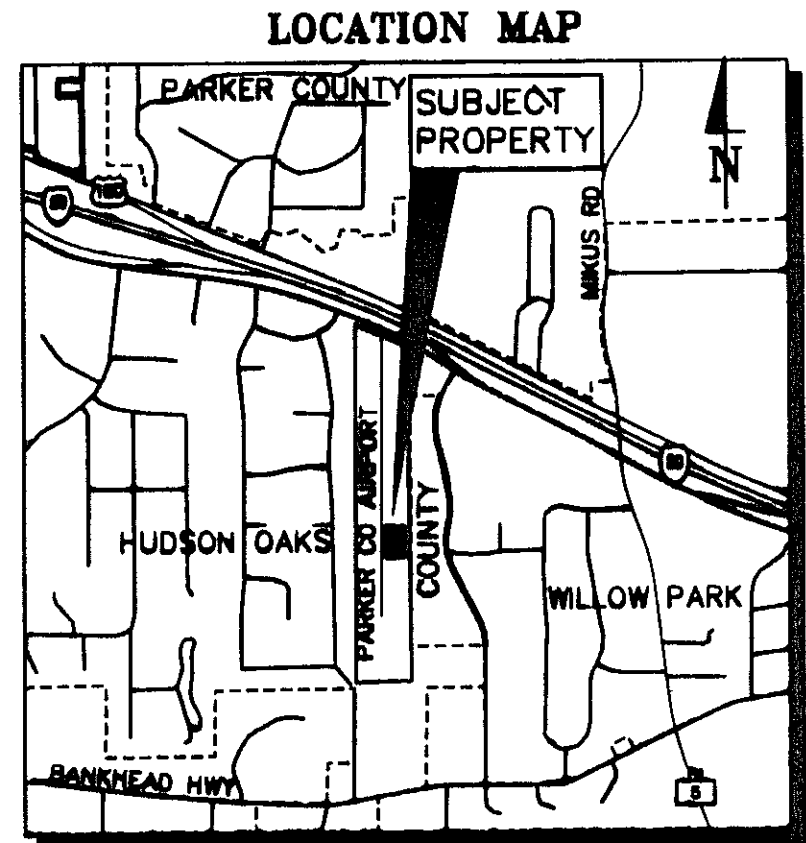 LOCATION MAP
PARKER COUNTY
SUBJECT
PROPERTY
N
180
20
MIKUS RD
PARKER CO AIRPORT
COUNTY
20
HUDSON OAKS
WILLOW PARK
BANKHEAD HWY
FM
5